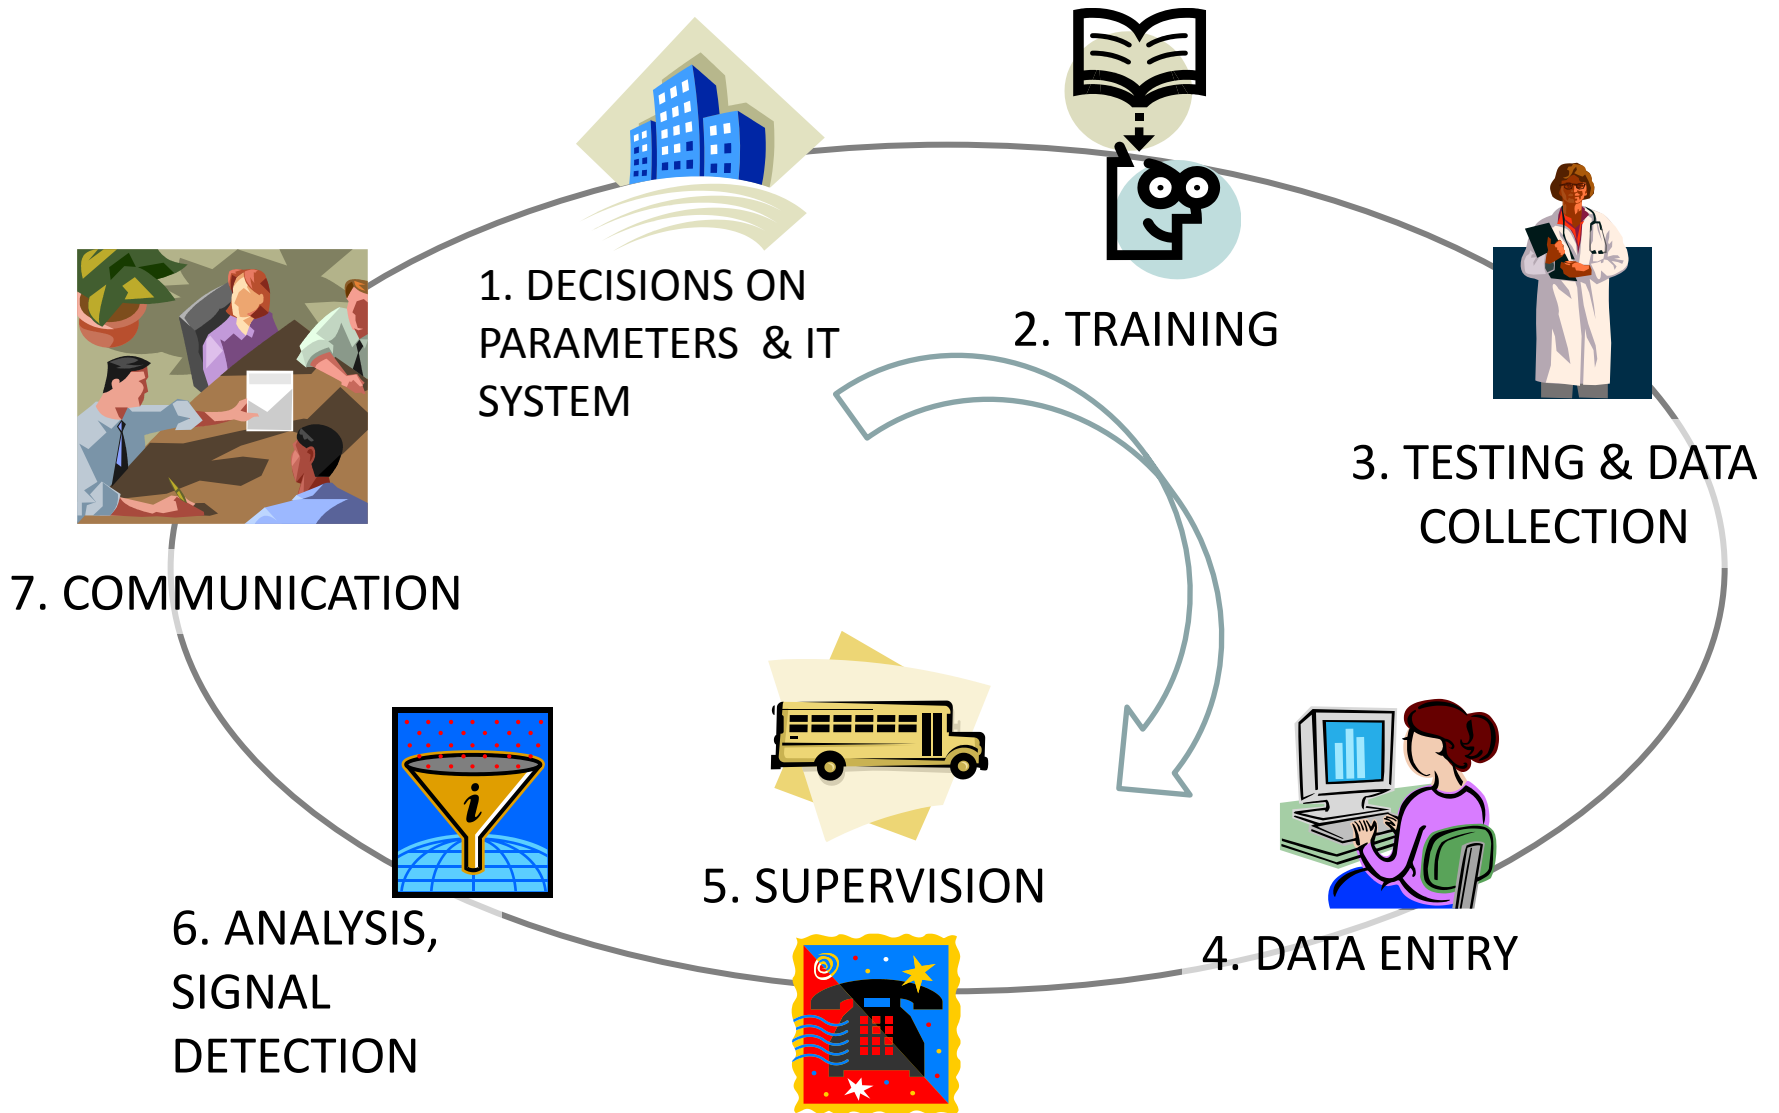 1. DECISIONS ON
PARAMETERS & IT
SYSTEM
2. TRAINING
3. TESTING & DATA
COLLECTION
4. DATA ENTRY
5. SUPERVISION
6. ANALYSIS,
SIGNAL
DETECTION
i
7. COMMUNICATION